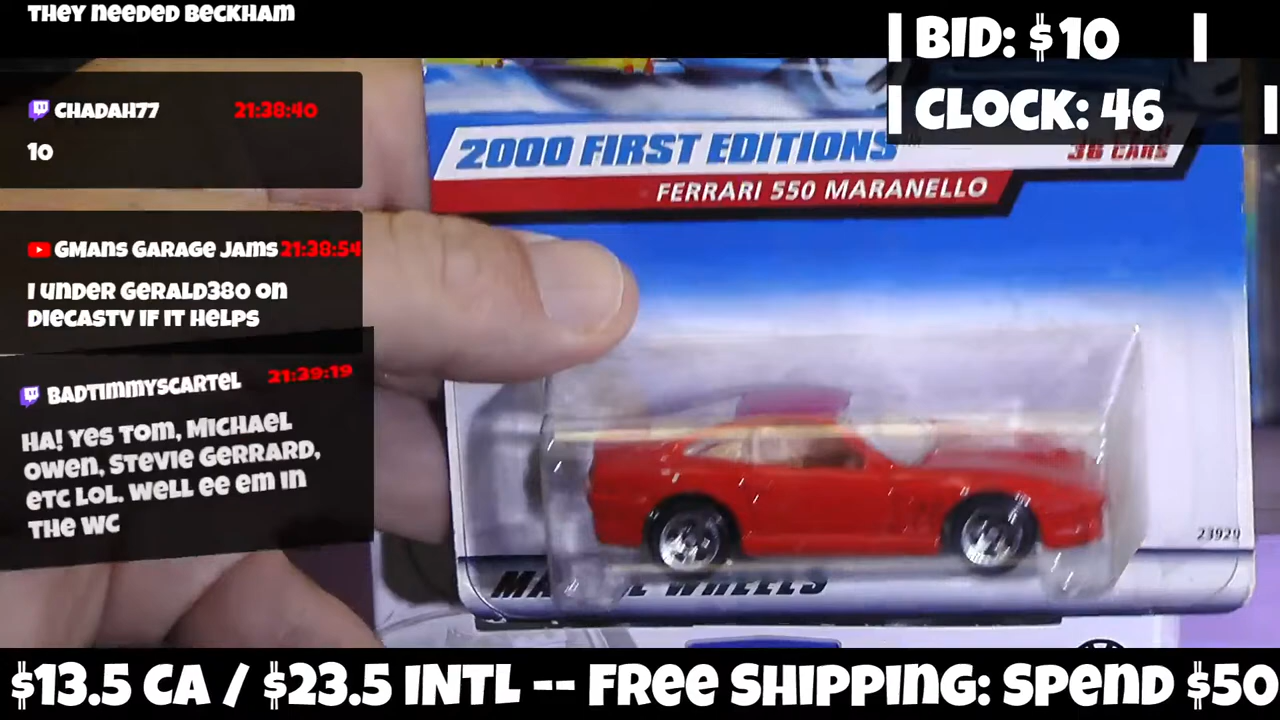 THEY NEEDED BECKHAM
| BID: $10 |
| CLOCK: 46 |
CHADAH77 21:38:40
10
GMANS GARAGE JAMS 21:38:54
I UNDER GERALD380 ON
DIECASTV IF IT HELPS
BADTIMMYSCARTEL 21:39:19
HA! YES TOM, MICHAEL
OWEN, STEVIE GERRARD,
ETC LOL. WELL EE EM IN
THE WC
2000 FIRST EDITIONS
36 CARS
FERRARI 550 MARANELLO
23929
WHEELS
$13.5 CA / $23.5 INTL -- FREE SHIPPING: SPEND $50